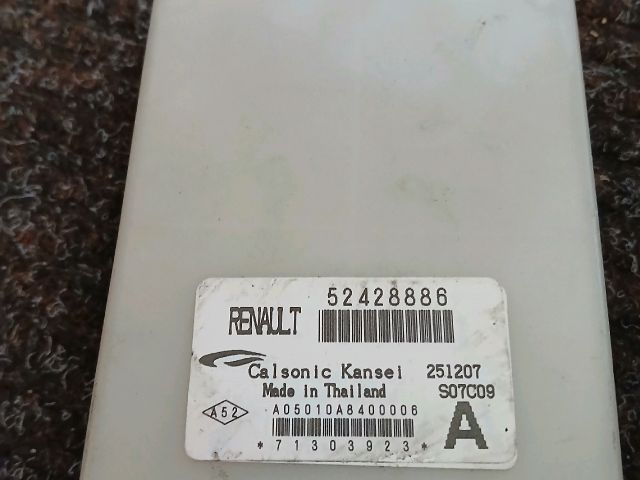 RENAULT 52428886
Calsonic Kansei 251207
Made in Thailand S07C09
A52 A05010A8400006 A
*71303923*